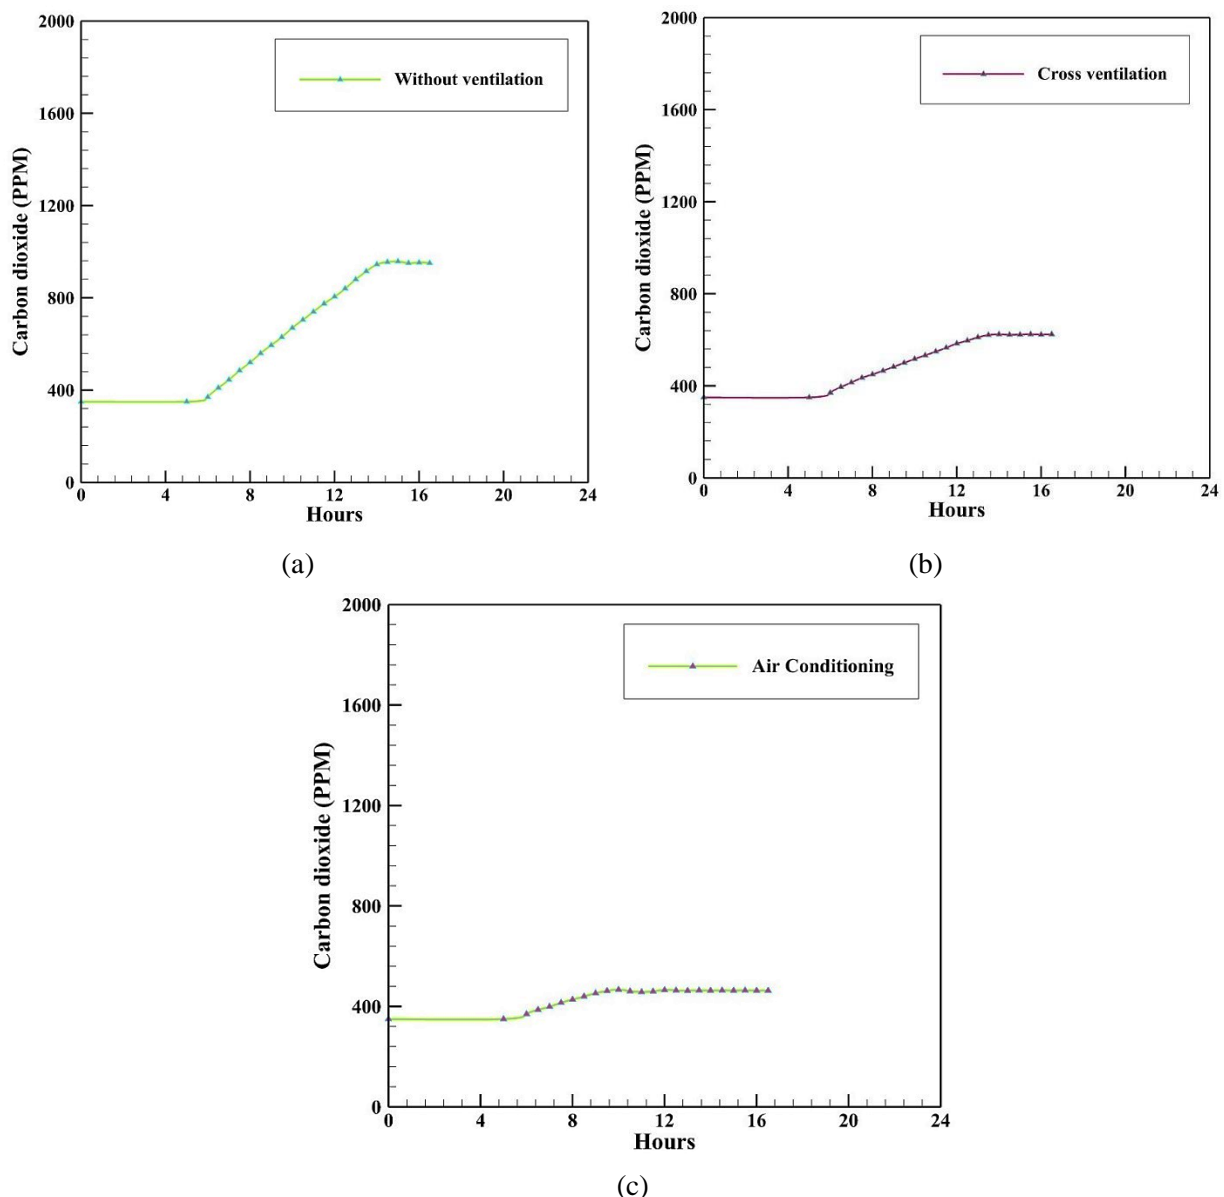 2000
Without ventilation
1600
Carbon dioxide (PPM)
1200
800
400
0
0 4 8 12 16 20 24
Hours
(a)
2000
Cross ventilation
1600
Carbon dioxide (PPM)
1200
800
400
0
0 4 8 12 16 20 24
Hours
(b)
2000
Air Conditioning
1600
Carbon dioxide (PPM)
1200
800
400
0
0 4 8 12 16 20 24
Hours
(c)